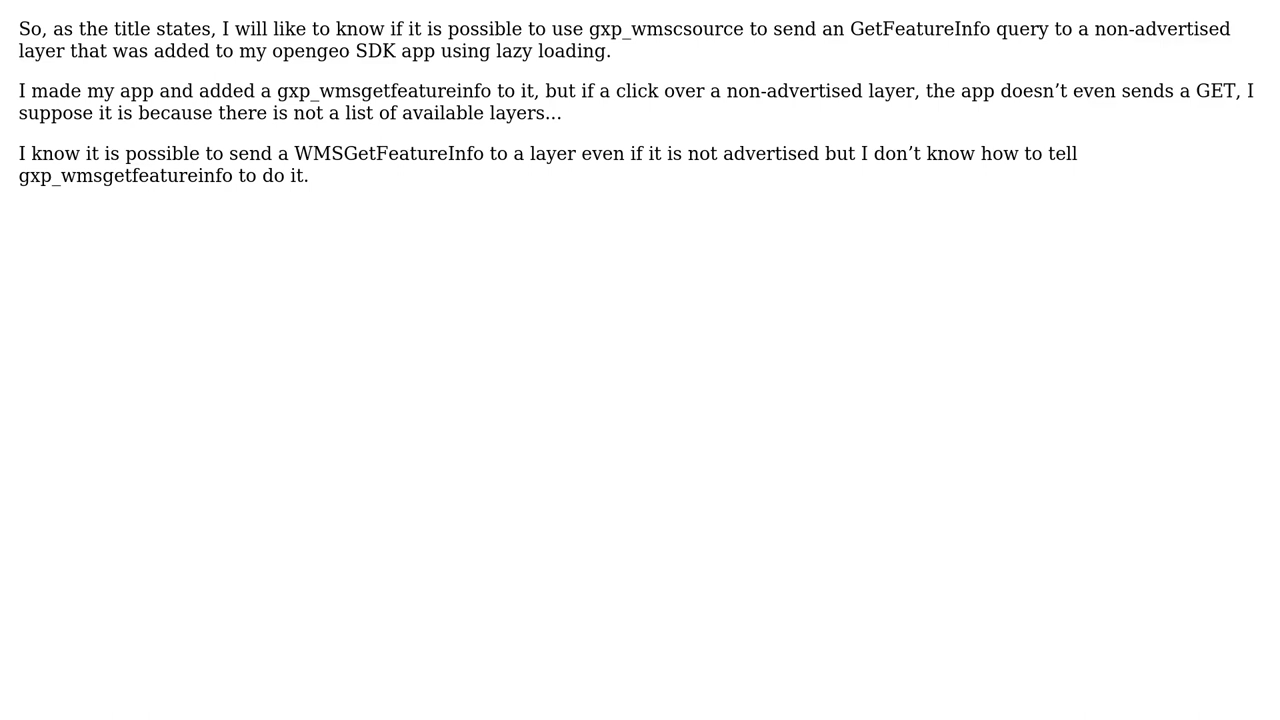 So, as the title states, I will like to know if it is possible to use gxp_wmscsource to send an GetFeatureInfo query to a non-advertised
layer that was added to my opengeo SDK app using lazy loading.
I made my app and added a gxp_wmsgetfeatureinfo to it, but if a click over a non-advertised layer, the app doesn’t even sends a GET, I
suppose it is because there is not a list of available layers...
I know it is possible to send a WMSGetFeatureInfo to a layer even if it is not advertised but I don’t know how to tell
gxp_wmsgetfeatureinfo to do it.